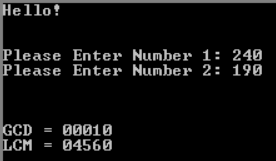 Hello!
Please Enter Number 1: 240
Please Enter Number 2: 190
GCD = 00010
LCM = 04560